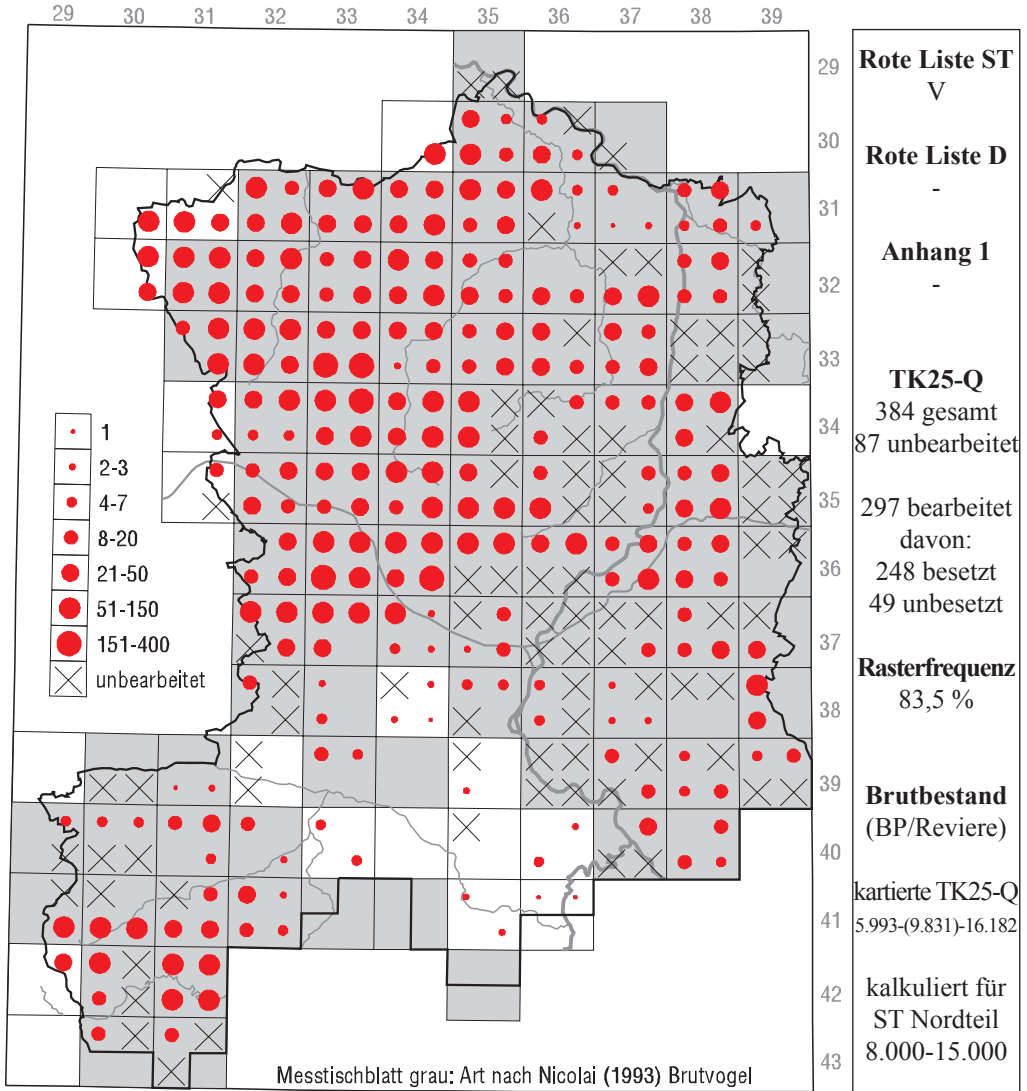 29 30 31 32 33 34 35 36 37 38 39
29
30
31
32
33
34
35
36
37
38
39
40
41
42
43
1
2-3
4-7
8-20
21-50
51-150
151-400
unbearbeitet
Messtischblatt grau: Art nach Nicolai (1993) Brutvogel
Rote Liste ST
V
Rote Liste D
-
Anhang 1
-
TK25-Q
384 gesamt
87 unbearbeitet
297 bearbeitet
davon:
248 besetzt
49 unbesetzt
Rasterfrequenz
83,5 %
Brutbestand
(BP/Reviere)
kartierte TK25-Q
5.993-(9.831)-16.182
kalkuliert für
ST Nordteil
8.000-15.000